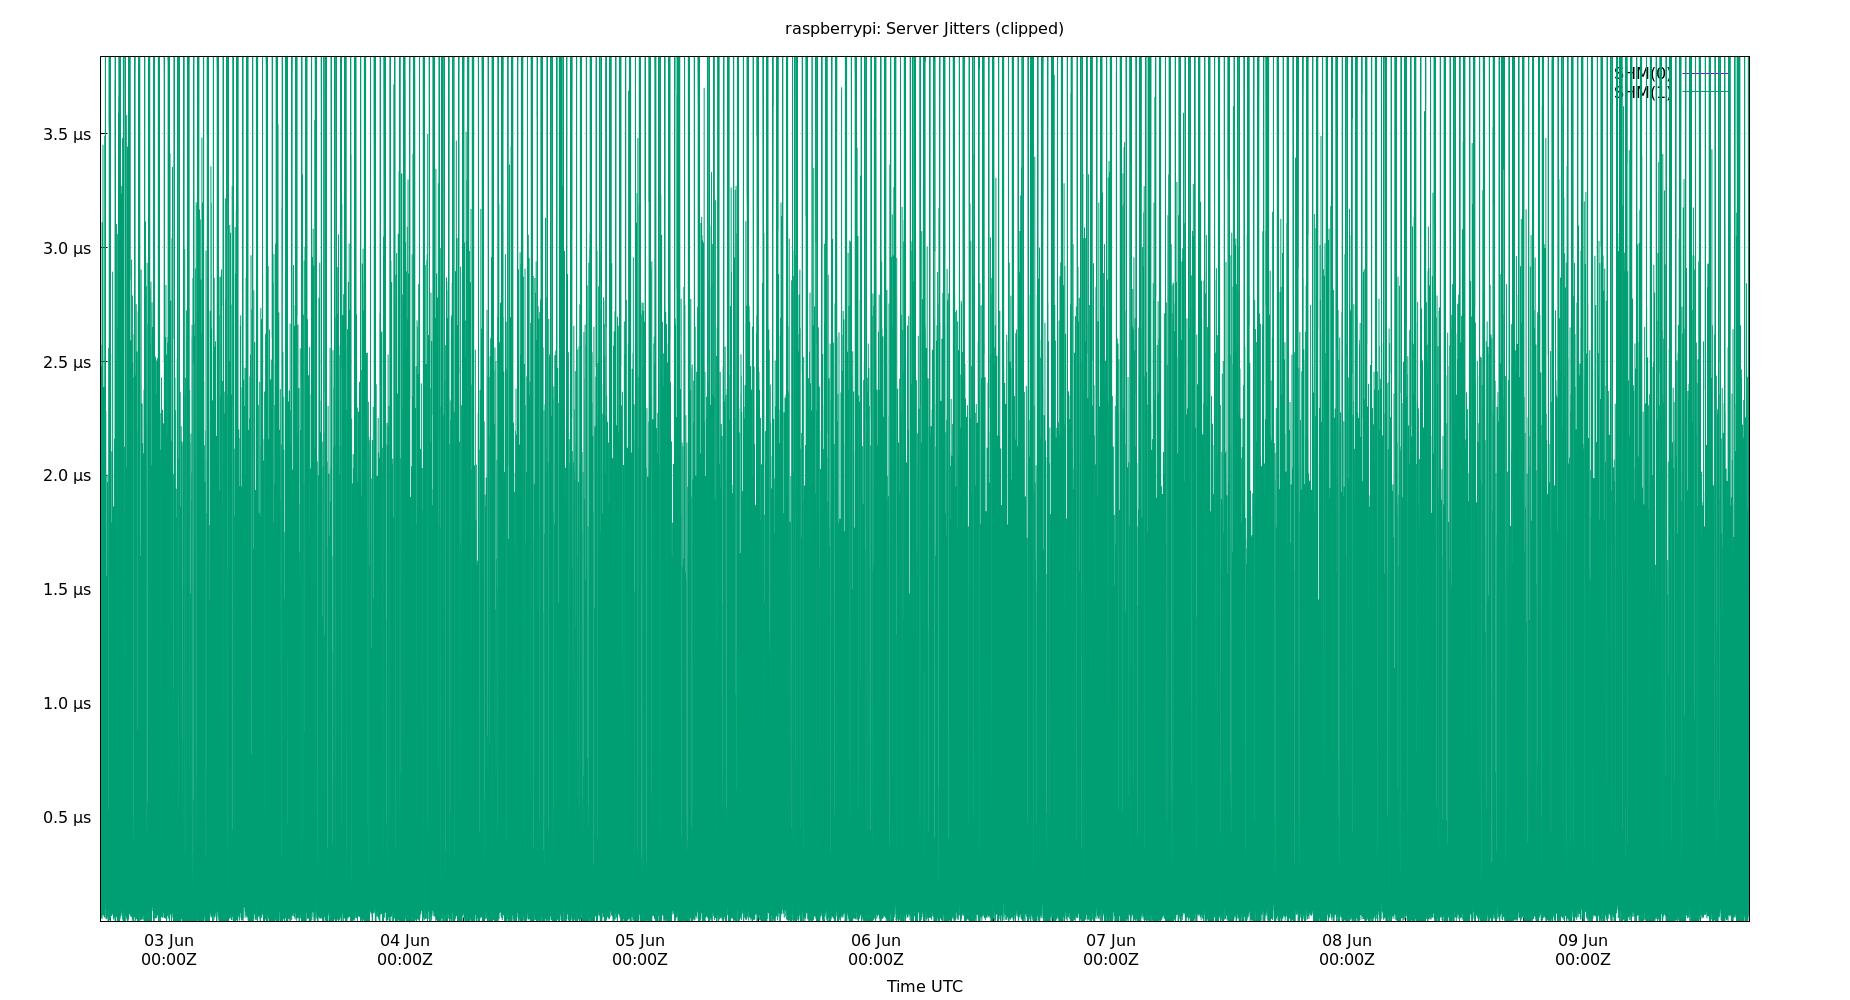 raspberrypi: Server Jitters (clipped)
SHM(0)
SHM(1)
3.5 μs
3.0 μs
2.5 μs
2.0 μs
1.5 μs
1.0 μs
0.5 μs
03 Jun 04 Jun 05 Jun 06 Jun 07 Jun 08 Jun 09 Jun
00:00Z 00:00Z 00:00Z 00:00Z 00:00Z 00:00Z 00:00Z
Time UTC